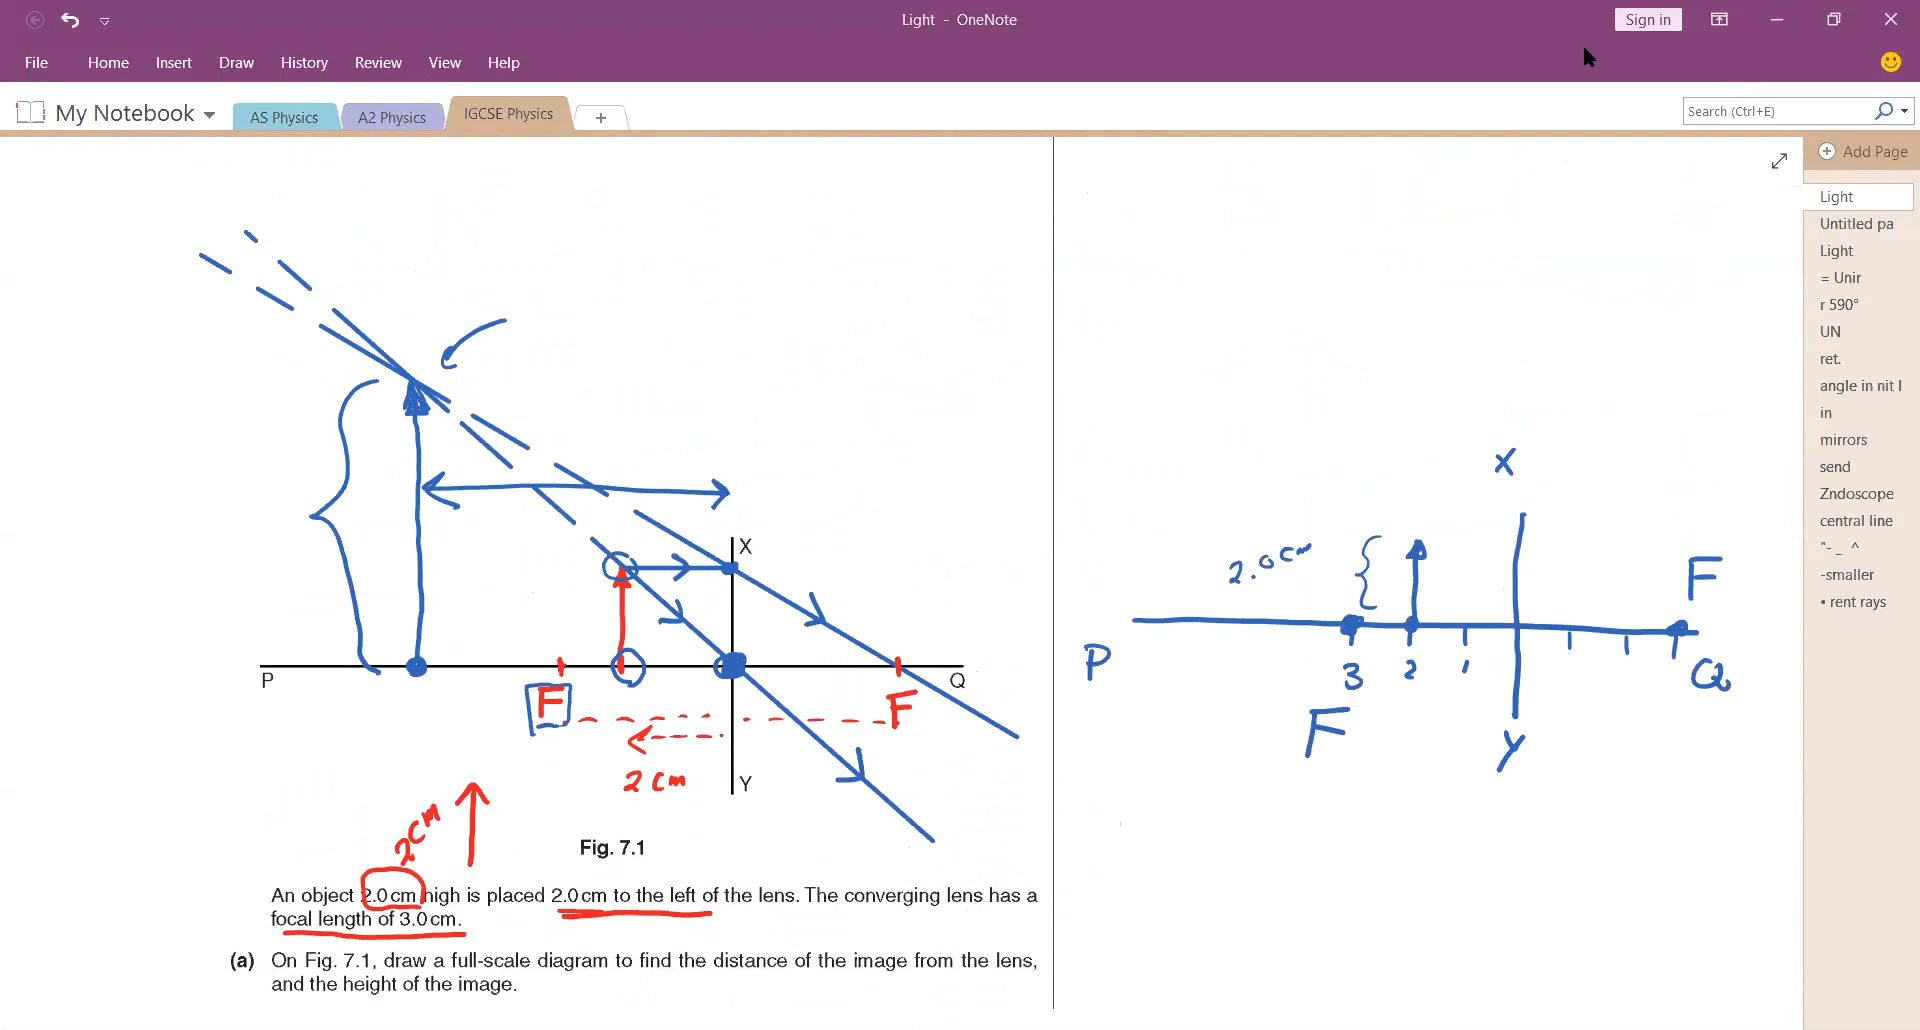 Light - OneNote
Sign in
File Home Insert Draw History Review View Help
My Notebook
AS Physics
A2 Physics
IGCSE Physics
+
Search (Ctrl+E)
Add Page
Light
Untitled pa
Light
= Unir
r 590°
UN
ret.
angle in nit I
in
mirrors
send
Zndoscope
central line
"- _ ^
-smaller
• rent rays
X
P
Q
F
F
2 cm
Y
2 cm
Fig. 7.1
An object 2.0 cm high is placed 2.0 cm to the left of the lens. The converging lens has a
focal length of 3.0 cm.
(a) On Fig. 7.1, draw a full-scale diagram to find the distance of the image from the lens,
and the height of the image.
X
2.0 cm
F
P
3 2 1
Q
F
Y